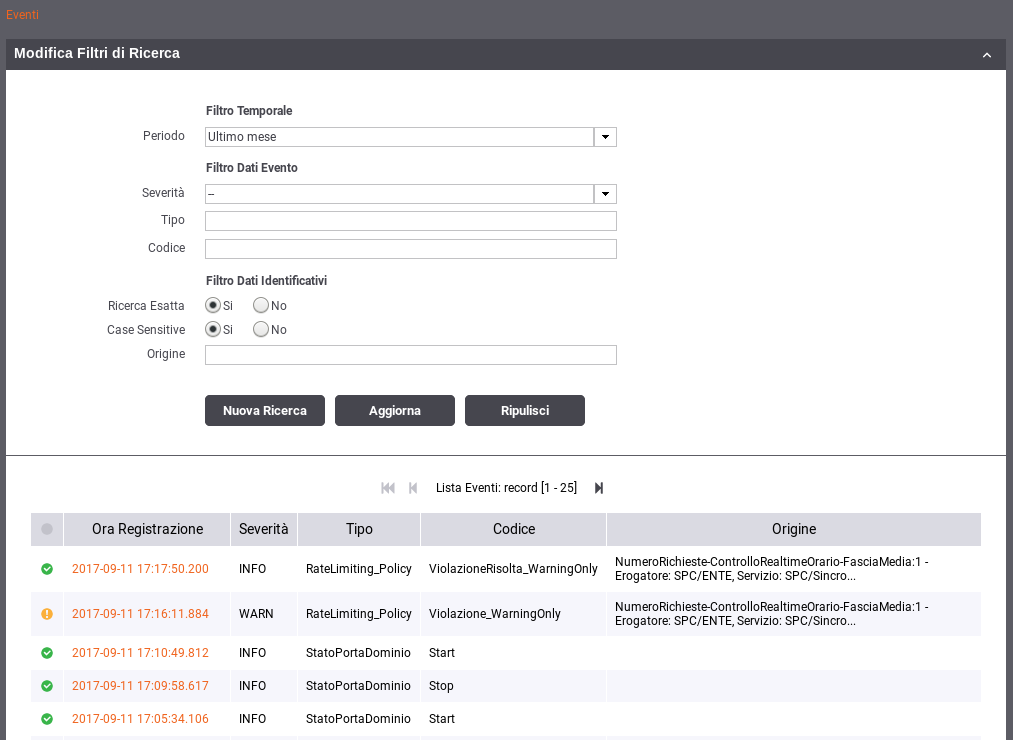 Eventi
Modifica Filtri di Ricerca
Filtro Temporale
Periodo Ultimo mese
Filtro Dati Evento
Severità --
Tipo
Codice
Filtro Dati Identificativi
Ricerca Esatta Si No
Case Sensitive Si No
Origine
Nuova Ricerca Aggiorna Ripulisci
Lista Eventi: record [1 - 25]
Ora Registrazione Severità Tipo Codice Origine
2017-09-11 17:17:50.200 INFO RateLimiting_Policy ViolazioneRisolta_WarningOnly NumeroRichieste-ControlloRealtimeOrario-FasciaMedia:1 -
Erogatore: SPC/ENTE, Servizio: SPC/Sincro...
2017-09-11 17:16:11.884 WARN RateLimiting_Policy Violazione_WarningOnly NumeroRichieste-ControlloRealtimeOrario-FasciaMedia:1 -
Erogatore: SPC/ENTE, Servizio: SPC/Sincro...
2017-09-11 17:10:49.812 INFO StatoPortaDominio Start
2017-09-11 17:09:58.617 INFO StatoPortaDominio Stop
2017-09-11 17:05:34.106 INFO StatoPortaDominio Start